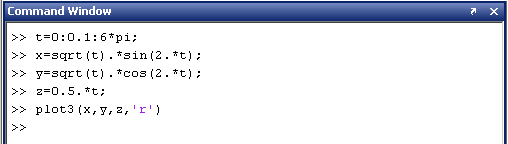 Command Window
>> t=0:0.1:6*pi;
>> x=sqrt(t).*sin(2.*t);
>> y=sqrt(t).*cos(2.*t);
>> z=0.5.*t;
>> plot3(x,y,z,'r')
>>